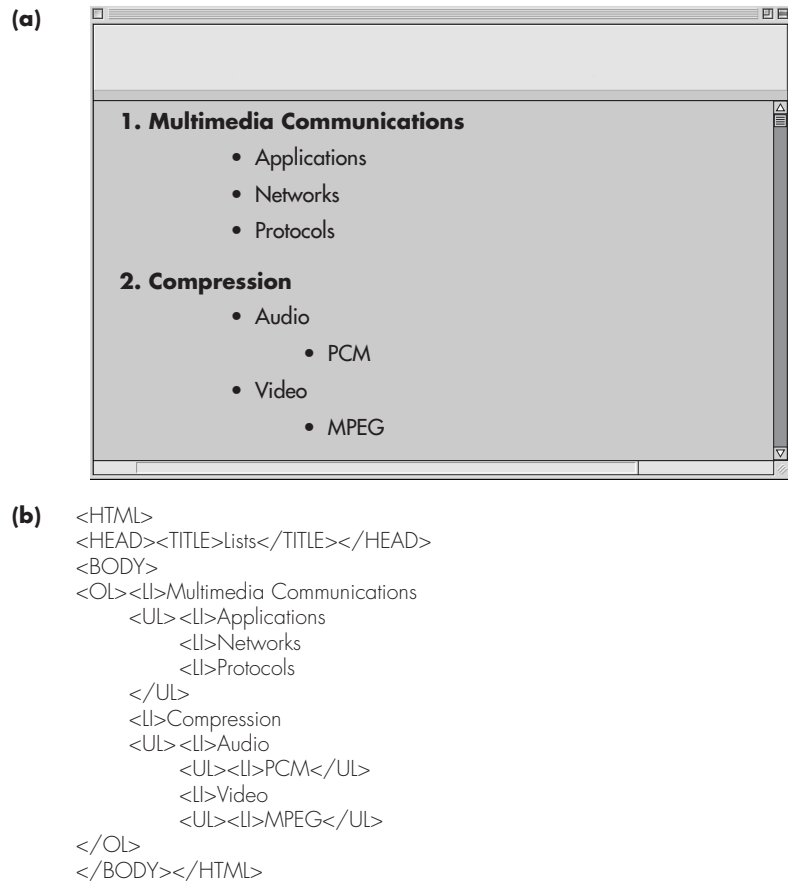 (a)
1. Multimedia Communications
• Applications
• Networks
• Protocols
2. Compression
• Audio
• PCM
• Video
• MPEG
(b)
<HTML>
<HEAD><TITLE>Lists</TITLE></HEAD>
<BODY>
<OL><LI>Multimedia Communications
<UL><LI>Applications
<LI>Networks
<LI>Protocols
</UL>
<LI>Compression
<UL><LI>Audio
<UL><LI>PCM</UL>
<LI>Video
<UL><LI>MPEG</UL>
</OL>
</BODY></HTML>